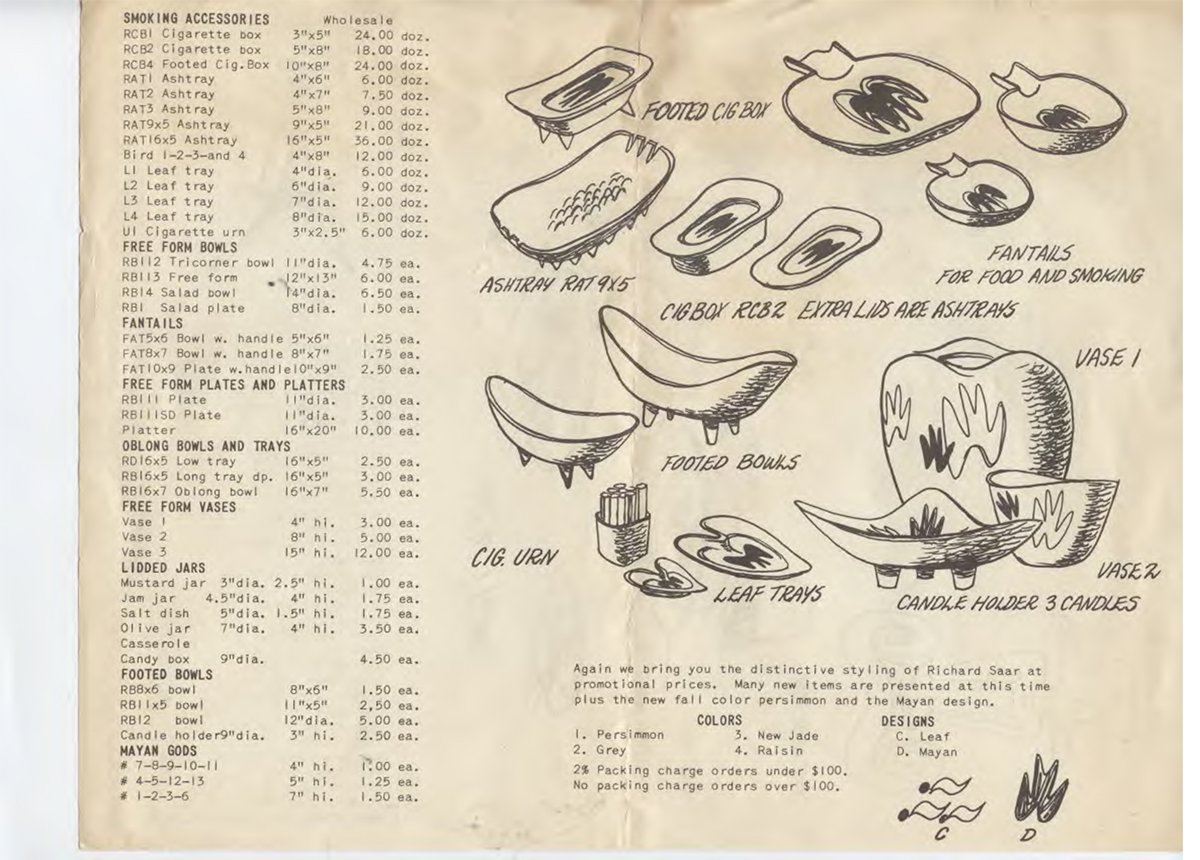 SMOKING ACCESSORIES Wholesale
RCB1 Cigarette box 3"x5" 24.00 doz.
RCB2 Cigarette box 5"x8" 18.00 doz.
RCB4 Footed Cig.Box 10"x8" 24.00 doz.
RAT1 Ashtray 4"x6" 6.00 doz.
RAT2 Ashtray 4"x7" 7.50 doz.
RAT3 Ashtray 5"x8" 9.00 doz.
RAT9x5 Ashtray 9"x5" 21.00 doz.
RAT16x5 Ashtray 16"x5" 36.00 doz.
Bird 1-2-3-and 4 4"x8" 12.00 doz.
L1 Leaf tray 4"dia. 6.00 doz.
L2 Leaf tray 6"dia. 9.00 doz.
L3 Leaf tray 7"dia. 12.00 doz.
L4 Leaf tray 8"dia. 15.00 doz.
U1 Cigarette urn 3"x2.5" 6.00 doz.
FREE FORM BOWLS
RB112 Tricorner bowl 11"dia. 4.75 ea.
RB113 Free form 12"x13" 6.00 ea.
RB14 Salad bowl 14"dia. 6.50 ea.
RB1 Salad plate 8"dia. 1.50 ea.
FANTAILS
FAT5x6 Bowl w. handle 5"x6" 1.25 ea.
FAT8x7 Bowl w. handle 8"x7" 1.75 ea.
FAT10x9 Plate w.handle10"x9" 2.50 ea.
FREE FORM PLATES AND PLATTERS
RB111 Plate 11"dia. 3.00 ea.
RB111SD Plate 11"dia. 3.00 ea.
Platter 16"x20" 10.00 ea.
OBLONG BOWLS AND TRAYS
RD16x5 Low tray 16"x5" 2.50 ea.
RB16x5 Long tray dp. 16"x5" 3.00 ea.
RB16x7 Oblong bowl 16"x7" 5.50 ea.
FREE FORM VASES
Vase 1 4" hi. 3.00 ea.
Vase 2 8" hi. 5.00 ea.
Vase 3 15" hi. 12.00 ea.
LIDDED JARS
Mustard jar 3"dia. 2.5" hi. 1.00 ea.
Jam jar 4.5"dia. 4" hi. 1.75 ea.
Salt dish 5"dia. 1.5" hi. 1.75 ea.
Olive jar 7"dia. 4" hi. 3.50 ea.
Casserole
Candy box 9"dia. 4.50 ea.
FOOTED BOWLS
RB8x6 bowl 8"x6" 1.50 ea.
RB11x5 bowl 11"x5" 2,50 ea.
RB12 bowl 12"dia. 5.00 ea.
Candle holder9"dia. 3" hi. 2.50 ea.
MAYAN GODS
# 7-8-9-10-11 4" hi. 1.00 ea.
# 4-5-12-13 5" hi. 1.25 ea.
# 1-2-3-6 7" hi. 1.50 ea.
FOOTED CIG BOX
FANTAILS
FOR FOOD AND SMOKING
ASHTRAY RAT 9X5
CIGBOX RCB2 EXTRA LIDS ARE ASHTRAYS
VASE 1
FOOTED BOWLS
CIG. URN
LEAF TRAYS
VASE 2
CANDLE HOLDER 3 CANDLES
Again we bring you the distinctive styling of Richard Saar at
promotional prices. Many new items are presented at this time
plus the new fall color persimmon and the Mayan design.
COLORS DESIGNS
1. Persimmon 3. New Jade C. Leaf
2. Grey 4. Raisin D. Mayan
2% Packing charge orders under $100.
No packing charge orders over $100.
C D